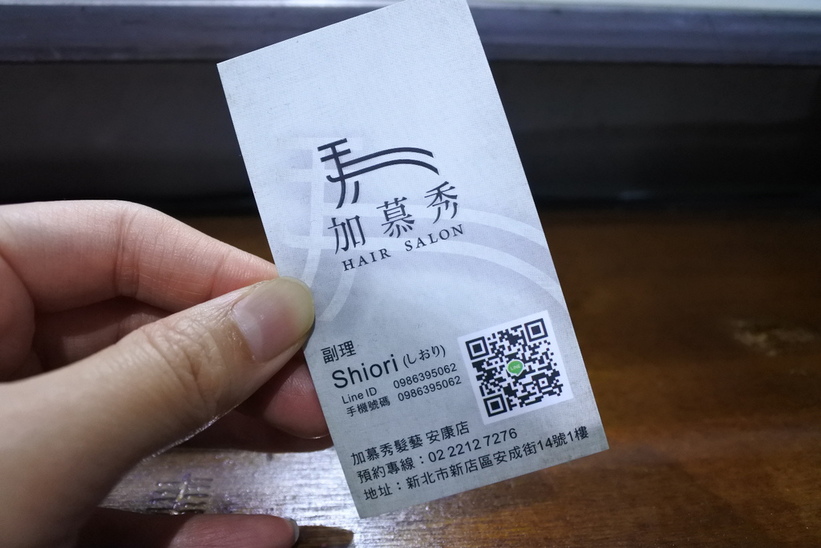 加慕秀
HAIR SALON
副理
Shiori (しおり)
Line ID 0986395062
手機號碼 0986395062
加慕秀髮藝 安康店
預約專線：02 2212 7276
地址：新北市新店區安成街14號1樓